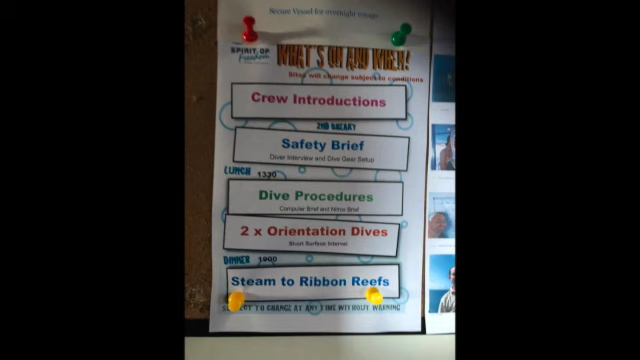 Secure Vessel for overnight voyage
SPIRIT OF
Freedom
WHAT'S ON AND WHEN!
Sites will change subject to conditions
Crew Introductions
2ND BREAKY
Safety Brief
Diver Interview and Dive Gear Setup
LUNCH 1330
Dive Procedures
Computer Brief and Nitrox Brief
2 x Orientation Dives
Short Surface Interval
DINNER 1900
Steam to Ribbon Reefs
TO CHANGE AT ANY TIME WITHOUT WARNING